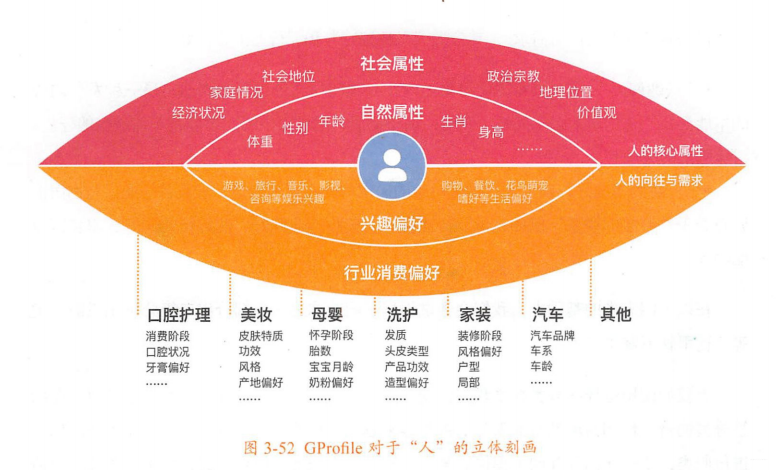 社会属性
社会地位
政治宗教
家庭情况
地理位置
经济状况
价值观
自然属性
年龄
生肖
性别
身高
体重
……
人的核心属性
人的向往与需求
游戏、旅行、音乐、影视、
咨询等娱乐兴趣
购物、餐饮、花鸟萌宠
嗜好等生活偏好
兴趣偏好
行业消费偏好
口腔护理
消费阶段
口腔状况
牙膏偏好
……
美妆
皮肤特质
功效
风格
产地偏好
……
母婴
怀孕阶段
胎数
宝宝月龄
奶粉偏好
……
洗护
发质
头皮类型
产品功效
造型偏好
……
家装
装修阶段
风格偏好
户型
局部
……
汽车
汽车品牌
车系
车龄
……
其他
图 3-52 GProfile 对于“人”的立体刻画